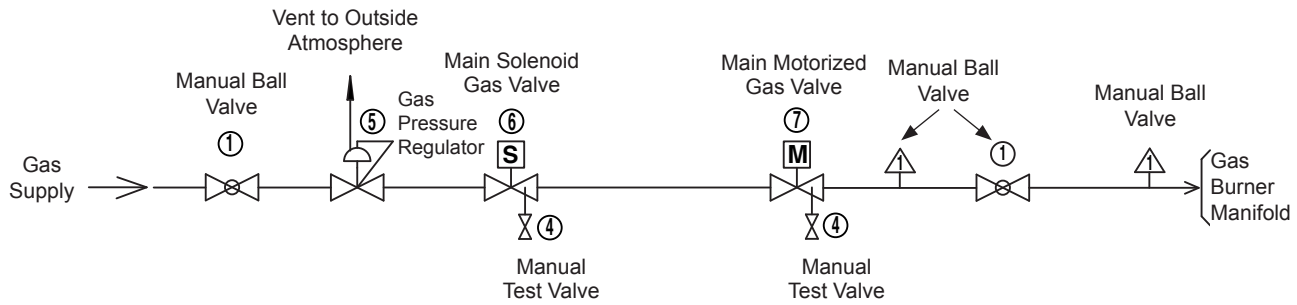 Vent to Outside
Atmosphere
Manual Ball
Valve
①
⑤
Gas
Pressure
Regulator
Main Solenoid
Gas Valve
⑥
S
Main Motorized
Gas Valve
⑦
M
Manual Ball
Valve
1
①
Manual Ball
Valve
1
Gas
Supply
Gas
Burner
Manifold
④
Manual
Test Valve
④
Manual
Test Valve